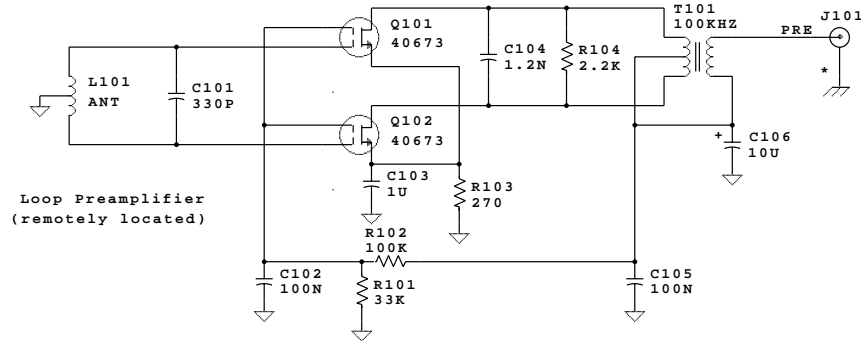 T101
100KHZ
J101
PRE
*
Q101
40673
C104
1.2N
R104
2.2K
L101
ANT
C101
330P
Q102
40673
+
C106
10U
C103
1U
R103
270
Loop Preamplifier
(remotely located)
R102
100K
C102
100N
R101
33K
C105
100N